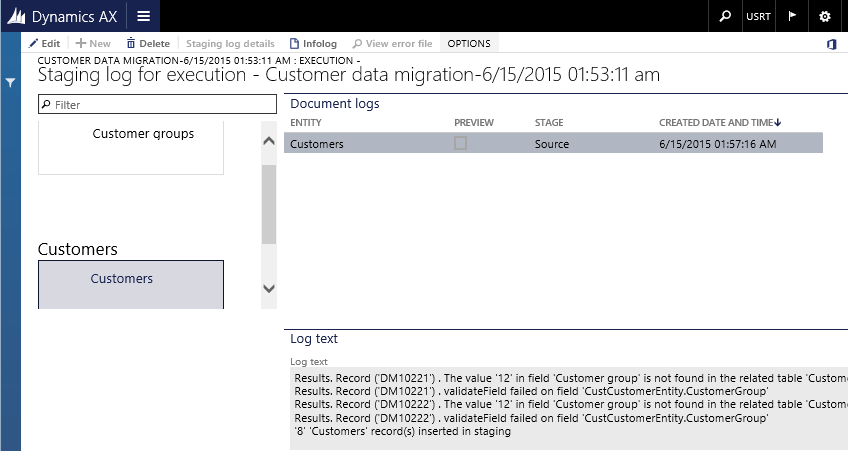 Dynamics AX
USRT
Edit + New Delete Staging log details Infolog View error file OPTIONS
CUSTOMER DATA MIGRATION-6/15/2015 01:53:11 AM : EXECUTION -
Staging log for execution - Customer data migration-6/15/2015 01:53:11 am
Filter
Customer groups
Customers
Customers
Document logs
ENTITY PREVIEW STAGE CREATED DATE AND TIME
Customers Source 6/15/2015 01:57:16 AM
Log text
Log text
Results. Record ('DM10221') . The value '12' in field 'Customer group' is not found in the related table 'Custome
Results. Record ('DM10221') . validateField failed on field 'CustCustomerEntity.CustomerGroup'
Results. Record ('DM10222') . The value '12' in field 'Customer group' is not found in the related table 'Custome
Results. Record ('DM10222') . validateField failed on field 'CustCustomerEntity.CustomerGroup'
'8' 'Customers' record(s) inserted in staging